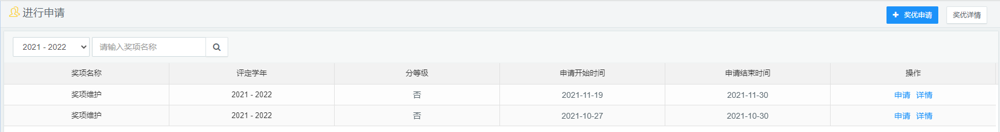 进行申请
奖优申请 奖优详情
2021 - 2022 请输入奖项名称
奖项名称 评定学年 分等级 申请开始时间 申请结束时间 操作
奖项维护 2021 - 2022 否 2021-11-19 2021-11-30 申请 详情
奖项维护 2021 - 2022 否 2021-10-27 2021-10-30 申请 详情